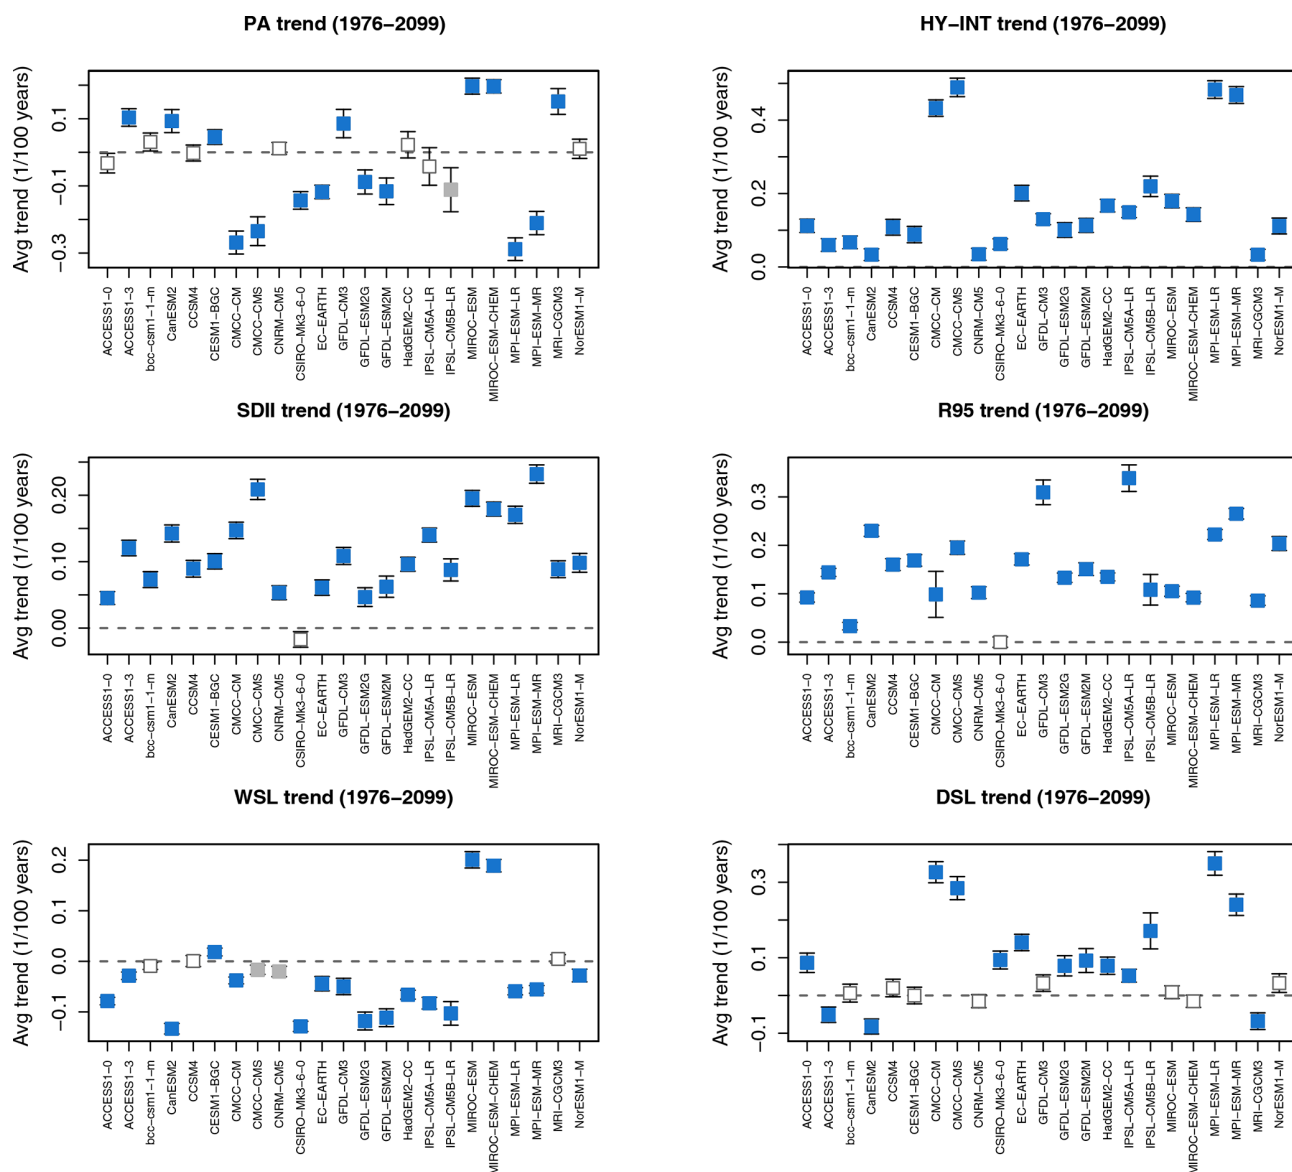 PA trend (1976−2099)
Avg trend (1/100 years)
0.1
−0.1
−0.3
ACCESS1−0
ACCESS1−3
bcc−csm1−1−m
CanESM2
CCSM4
CESM1−BGC
CMCC−CM
CMCC−CMS
CNRM−CM5
CSIRO−Mk3−6−0
EC−EARTH
GFDL−CM3
GFDL−ESM2G
GFDL−ESM2M
HadGEM2−CC
IPSL−CM5A−LR
IPSL−CM5B−LR
MIROC−ESM
MIROC−ESM−CHEM
MPI−ESM−LR
MPI−ESM−MR
MRI−CGCM3
NorESM1−M
HY−INT trend (1976−2099)
Avg trend (1/100 years)
0.4
0.2
0.0
ACCESS1−0
ACCESS1−3
bcc−csm1−1−m
CanESM2
CCSM4
CESM1−BGC
CMCC−CM
CMCC−CMS
CNRM−CM5
CSIRO−Mk3−6−0
EC−EARTH
GFDL−CM3
GFDL−ESM2G
GFDL−ESM2M
HadGEM2−CC
IPSL−CM5A−LR
IPSL−CM5B−LR
MIROC−ESM
MIROC−ESM−CHEM
MPI−ESM−LR
MPI−ESM−MR
MRI−CGCM3
NorESM1−M
SDII trend (1976−2099)
Avg trend (1/100 years)
0.20
0.10
0.00
ACCESS1−0
ACCESS1−3
bcc−csm1−1−m
CanESM2
CCSM4
CESM1−BGC
CMCC−CM
CMCC−CMS
CNRM−CM5
CSIRO−Mk3−6−0
EC−EARTH
GFDL−CM3
GFDL−ESM2G
GFDL−ESM2M
HadGEM2−CC
IPSL−CM5A−LR
IPSL−CM5B−LR
MIROC−ESM
MIROC−ESM−CHEM
MPI−ESM−LR
MPI−ESM−MR
MRI−CGCM3
NorESM1−M
R95 trend (1976−2099)
Avg trend (1/100 years)
0.3
0.2
0.1
0.0
ACCESS1−0
ACCESS1−3
bcc−csm1−1−m
CanESM2
CCSM4
CESM1−BGC
CMCC−CM
CMCC−CMS
CNRM−CM5
CSIRO−Mk3−6−0
EC−EARTH
GFDL−CM3
GFDL−ESM2G
GFDL−ESM2M
HadGEM2−CC
IPSL−CM5A−LR
IPSL−CM5B−LR
MIROC−ESM
MIROC−ESM−CHEM
MPI−ESM−LR
MPI−ESM−MR
MRI−CGCM3
NorESM1−M
WSL trend (1976−2099)
Avg trend (1/100 years)
0.2
0.1
0.0
−0.1
ACCESS1−0
ACCESS1−3
bcc−csm1−1−m
CanESM2
CCSM4
CESM1−BGC
CMCC−CM
CMCC−CMS
CNRM−CM5
CSIRO−Mk3−6−0
EC−EARTH
GFDL−CM3
GFDL−ESM2G
GFDL−ESM2M
HadGEM2−CC
IPSL−CM5A−LR
IPSL−CM5B−LR
MIROC−ESM
MIROC−ESM−CHEM
MPI−ESM−LR
MPI−ESM−MR
MRI−CGCM3
NorESM1−M
DSL trend (1976−2099)
Avg trend (1/100 years)
0.3
0.1
−0.1
ACCESS1−0
ACCESS1−3
bcc−csm1−1−m
CanESM2
CCSM4
CESM1−BGC
CMCC−CM
CMCC−CMS
CNRM−CM5
CSIRO−Mk3−6−0
EC−EARTH
GFDL−CM3
GFDL−ESM2G
GFDL−ESM2M
HadGEM2−CC
IPSL−CM5A−LR
IPSL−CM5B−LR
MIROC−ESM
MIROC−ESM−CHEM
MPI−ESM−LR
MPI−ESM−MR
MRI−CGCM3
NorESM1−M